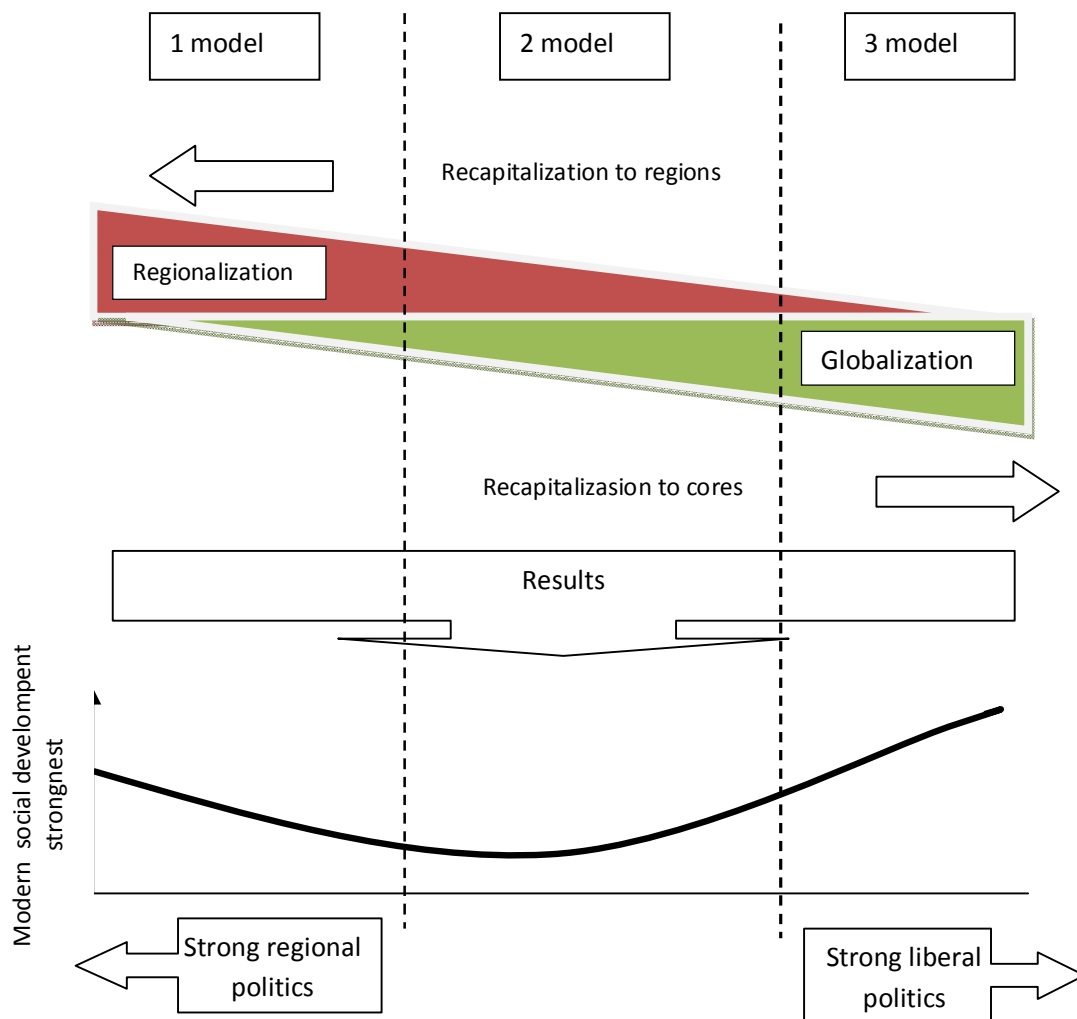 1 model
2 model
3 model
Recapitalization to regions
Regionalization
Globalization
Recapitalizasion to cores
Results
Modern social develompent
strongnest
Strong regional
politics
Strong liberal
politics